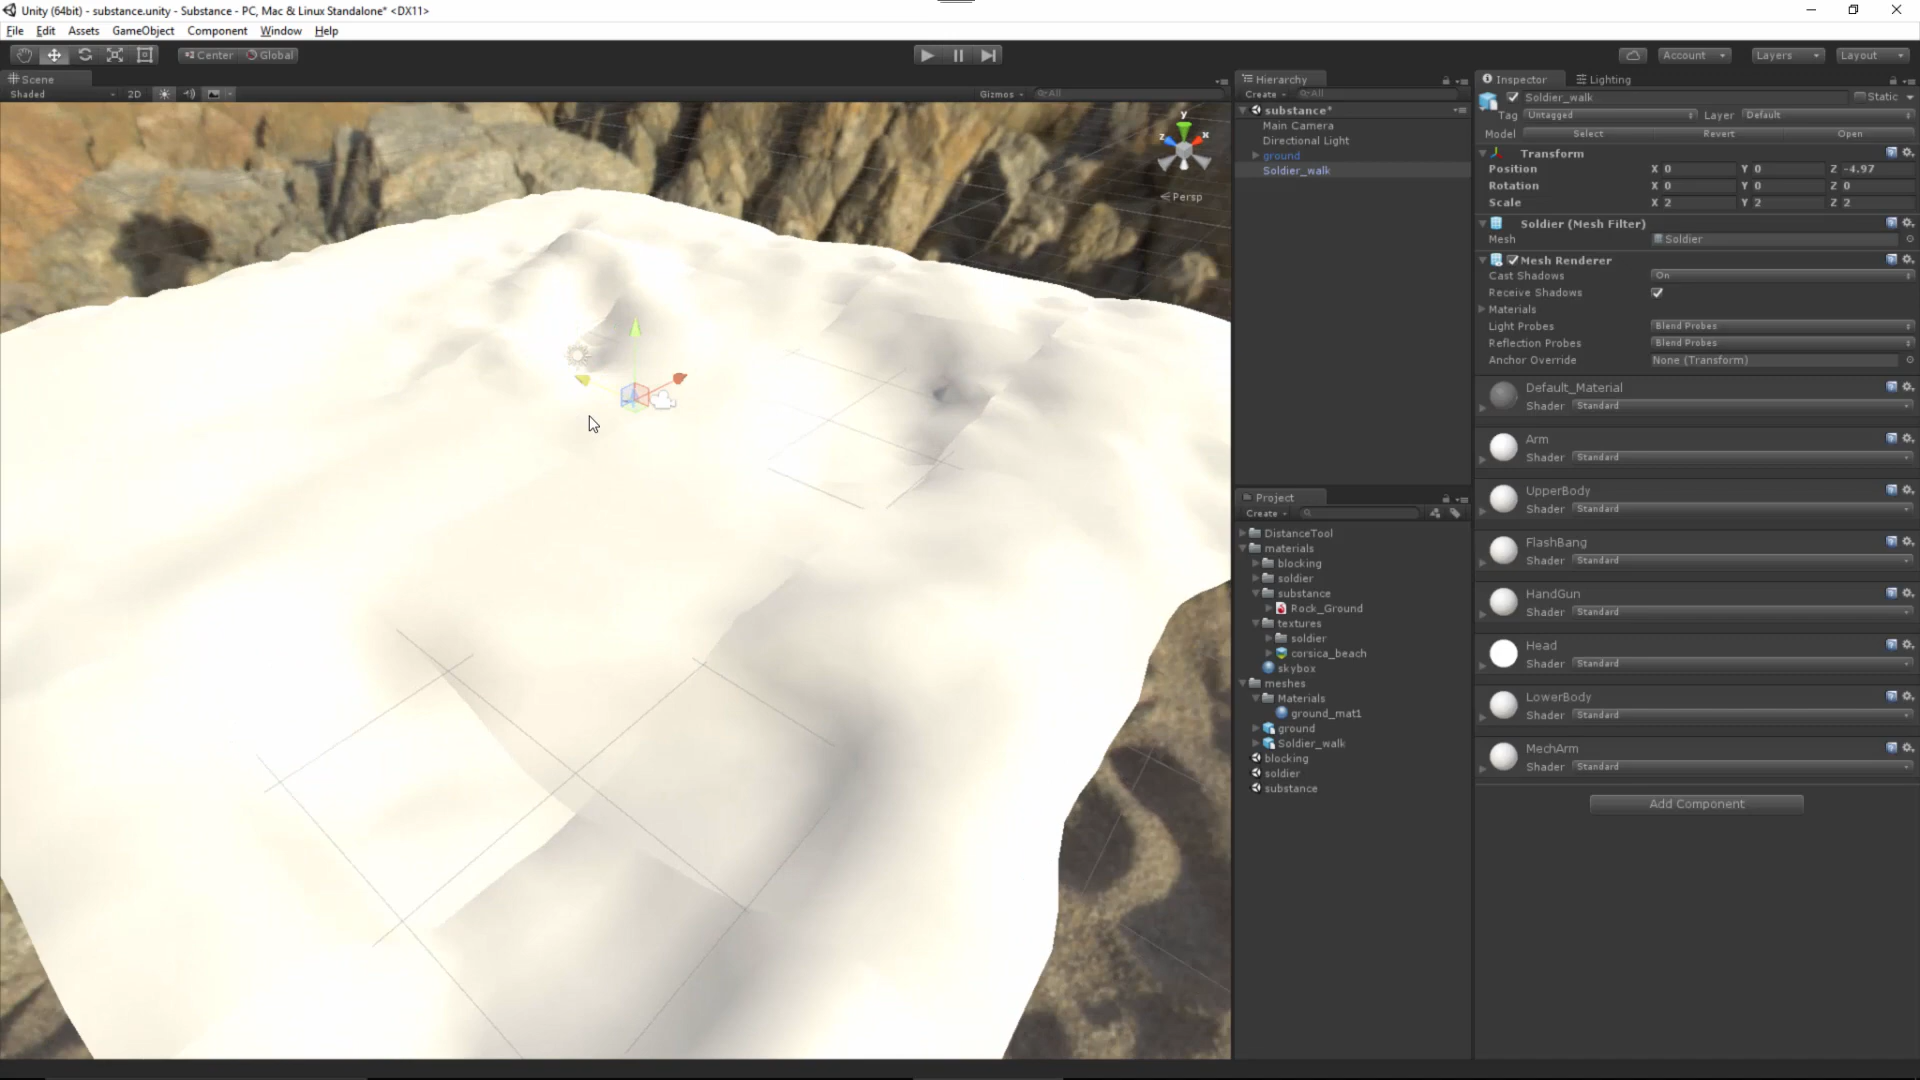 Unity (64bit) - substance.unity - Substance - PC, Mac & Linux Standalone* <DX11>
File Edit Assets GameObject Component Window Help
Center Global
Account Layers Layout
Scene
Shaded 2D Gizmos All
y
z x
Persp
Hierarchy
Create All
substance*
Main Camera
Directional Light
ground
Soldier_walk
Project
Create
DistanceTool
materials
blocking
soldier
substance
Rock_Ground
textures
soldier
corsica_beach
skybox
meshes
Materials
ground_mat1
ground
Soldier_walk
blocking
soldier
substance
Inspector Lighting
Soldier_walk Static
Tag Untagged Layer Default
Model Select Revert Open
Transform
Position X 0 Y 0 Z -4.97
Rotation X 0 Y 0 Z 0
Scale X 2 Y 2 Z 2
Soldier (Mesh Filter)
Mesh Soldier
Mesh Renderer
Cast Shadows On
Receive Shadows
Materials
Light Probes Blend Probes
Reflection Probes Blend Probes
Anchor Override None (Transform)
Default_Material
Shader Standard
Arm
Shader Standard
UpperBody
Shader Standard
FlashBang
Shader Standard
HandGun
Shader Standard
Head
Shader Standard
LowerBody
Shader Standard
MechArm
Shader Standard
Add Component